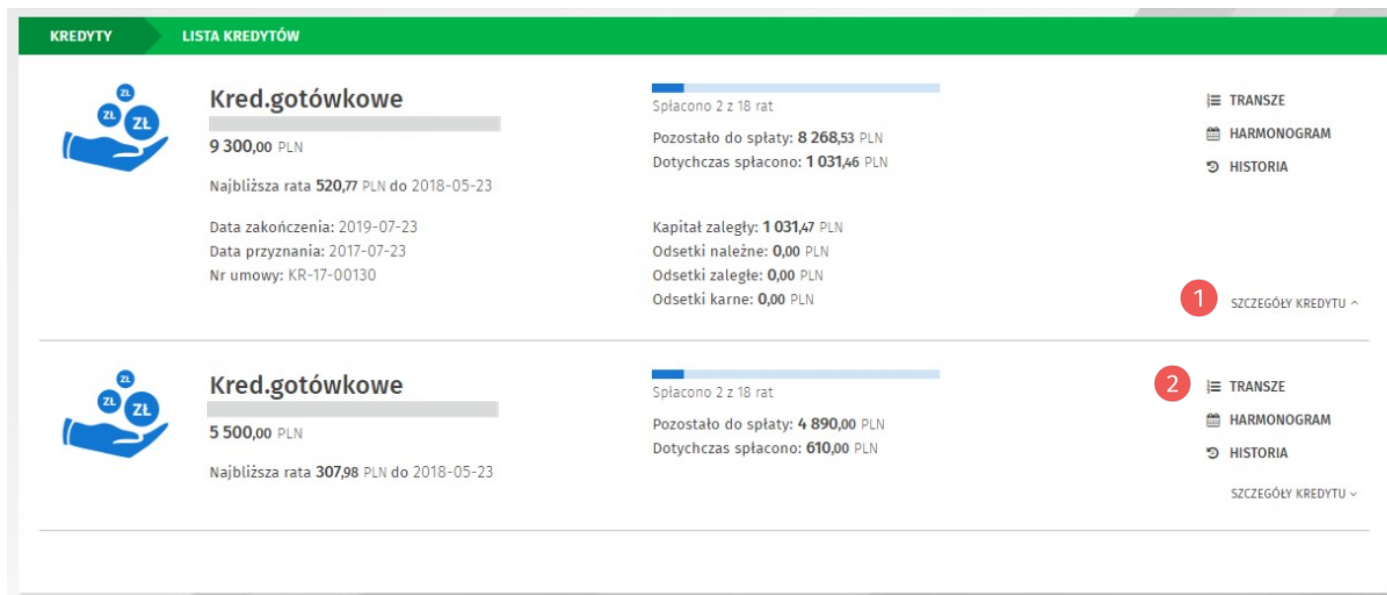 KREDYTY LISTA KREDYTÓW
ZŁ
ZŁ
ZŁ
Kred.gotówkowe
9 300,00 PLN
Najbliższa rata 520,77 PLN do 2018-05-23
Data zakończenia: 2019-07-23
Data przyznania: 2017-07-23
Nr umowy: KR-17-00130
Spłacono 2 z 18 rat
Pozostało do spłaty: 8 268,53 PLN
Dotychczas spłacono: 1 031,46 PLN
Kapitał zaległy: 1 031,47 PLN
Odsetki należne: 0,00 PLN
Odsetki zaległe: 0,00 PLN
Odsetki karne: 0,00 PLN
TRANSZE
HARMONOGRAM
HISTORIA
1 SZCZEGÓŁY KREDYTU
ZŁ
ZŁ
ZŁ
Kred.gotówkowe
5 500,00 PLN
Najbliższa rata 307,98 PLN do 2018-05-23
Spłacono 2 z 18 rat
Pozostało do spłaty: 4 890,00 PLN
Dotychczas spłacono: 610,00 PLN
2 TRANSZE
HARMONOGRAM
HISTORIA
SZCZEGÓŁY KREDYTU